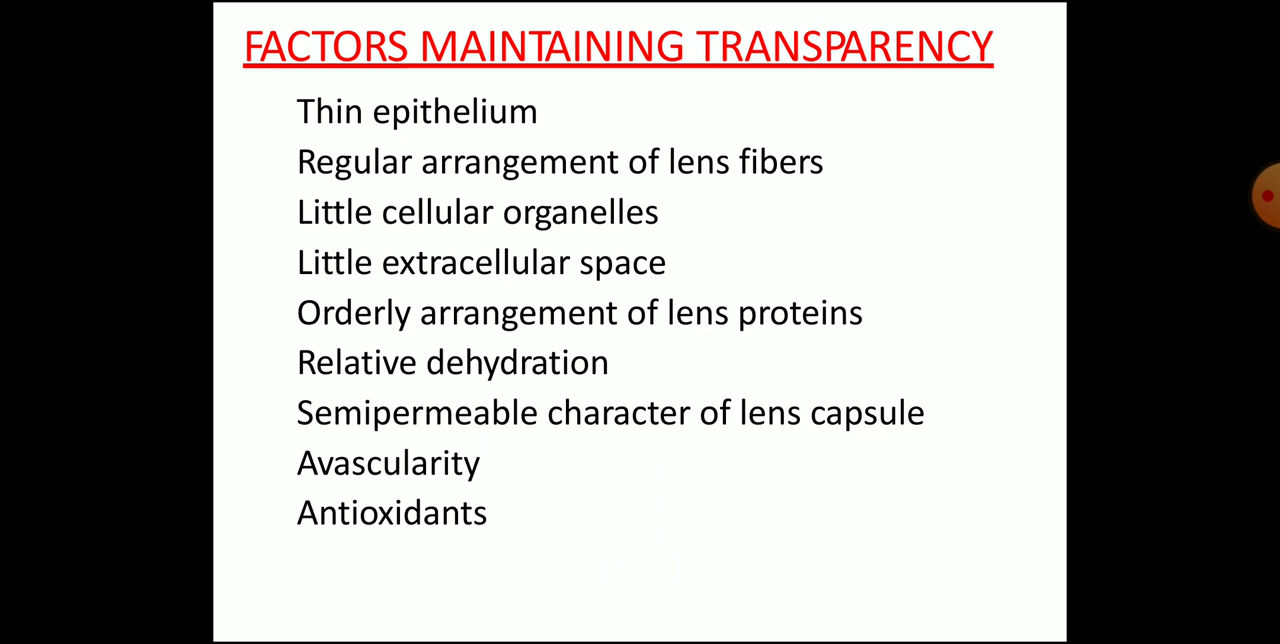 FACTORS MAINTAINING TRANSPARENCY
Thin epithelium
Regular arrangement of lens fibers
Little cellular organelles
Little extracellular space
Orderly arrangement of lens proteins
Relative dehydration
Semipermeable character of lens capsule
Avascularity
Antioxidants